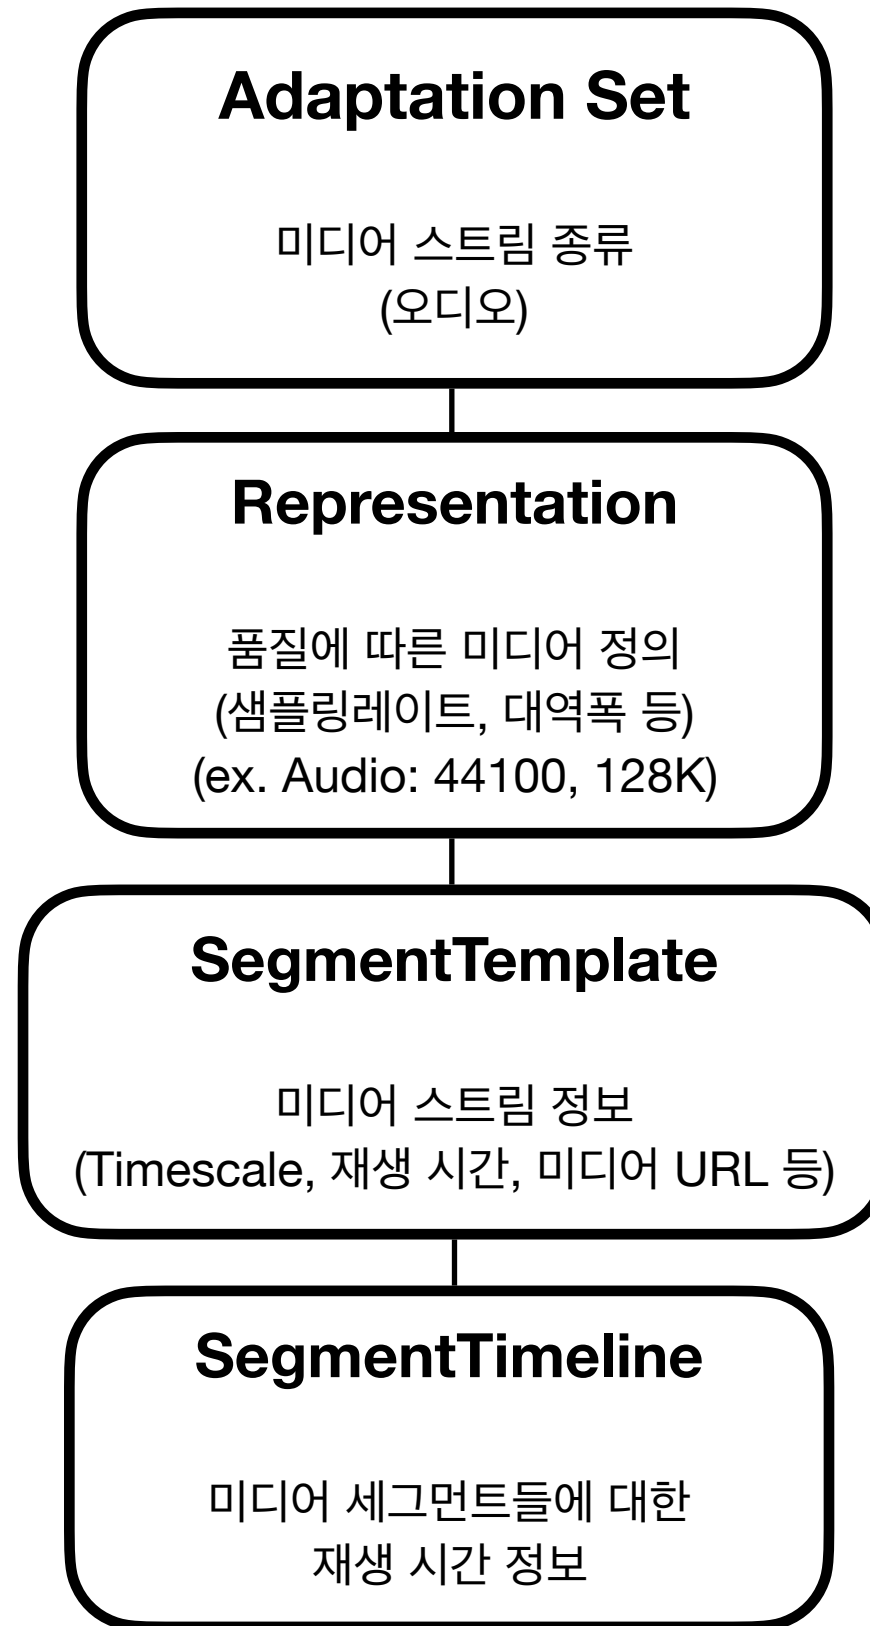 Adaptation Set
미디어 스트림 종류
(오디오)
Representation
품질에 따른 미디어 정의
(샘플링레이트, 대역폭 등)
(ex. Audio: 44100, 128K)
SegmentTemplate
미디어 스트림 정보
(Timescale, 재생 시간, 미디어 URL 등)
SegmentTimeline
미디어 세그먼트들에 대한
재생 시간 정보